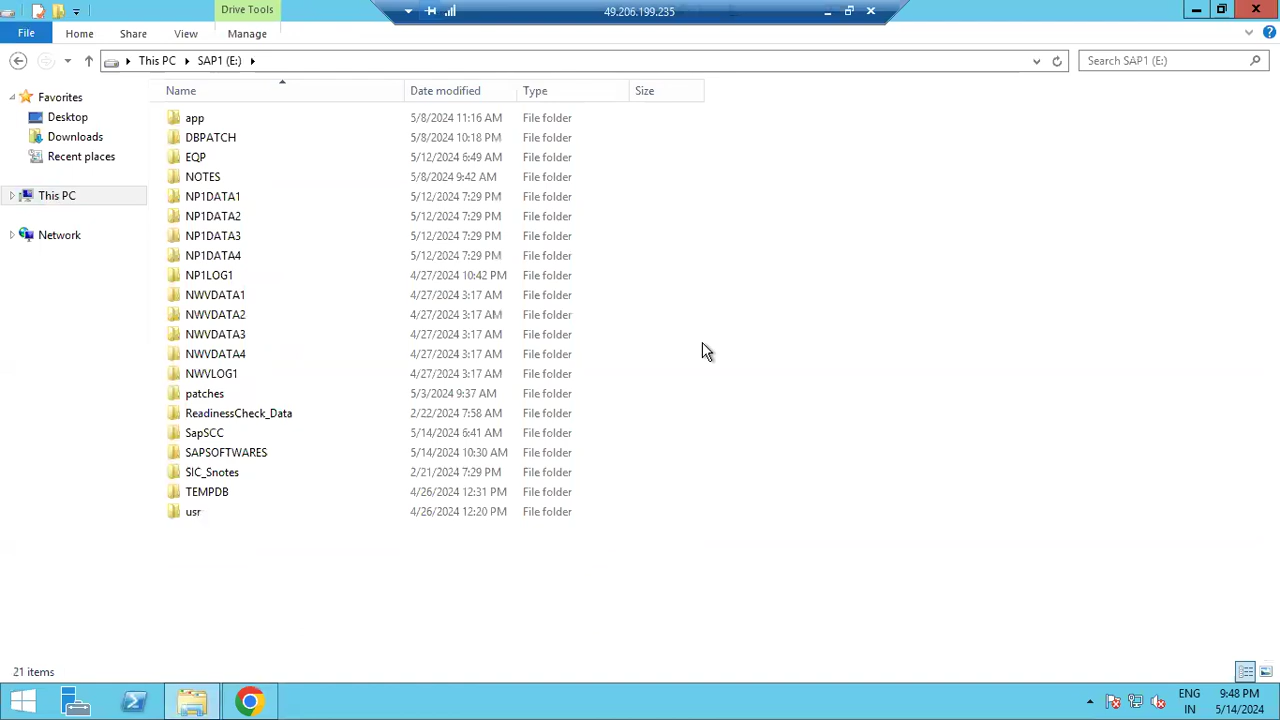 Drive Tools
49.206.199.235
File Home Share View Manage
This PC SAP1 (E:)
Search SAP1 (E:)
Favorites
Desktop
Downloads
Recent places
This PC
Network
Name Date modified Type Size
app 5/8/2024 11:16 AM File folder
DBPATCH 5/8/2024 10:18 PM File folder
EQP 5/12/2024 6:49 AM File folder
NOTES 5/8/2024 9:42 AM File folder
NP1DATA1 5/12/2024 7:29 PM File folder
NP1DATA2 5/12/2024 7:29 PM File folder
NP1DATA3 5/12/2024 7:29 PM File folder
NP1DATA4 5/12/2024 7:29 PM File folder
NP1LOG1 4/27/2024 10:42 PM File folder
NWVDATA1 4/27/2024 3:17 AM File folder
NWVDATA2 4/27/2024 3:17 AM File folder
NWVDATA3 4/27/2024 3:17 AM File folder
NWVDATA4 4/27/2024 3:17 AM File folder
NWVLOG1 4/27/2024 3:17 AM File folder
patches 5/3/2024 9:37 AM File folder
ReadinessCheck_Data 2/22/2024 7:58 AM File folder
SapSCC 5/14/2024 6:41 AM File folder
SAPSOFTWARES 5/14/2024 10:30 AM File folder
SIC_Snotes 2/21/2024 7:29 PM File folder
TEMPDB 4/26/2024 12:31 PM File folder
usr 4/26/2024 12:20 PM File folder
21 items
ENG 9:48 PM
IN 5/14/2024